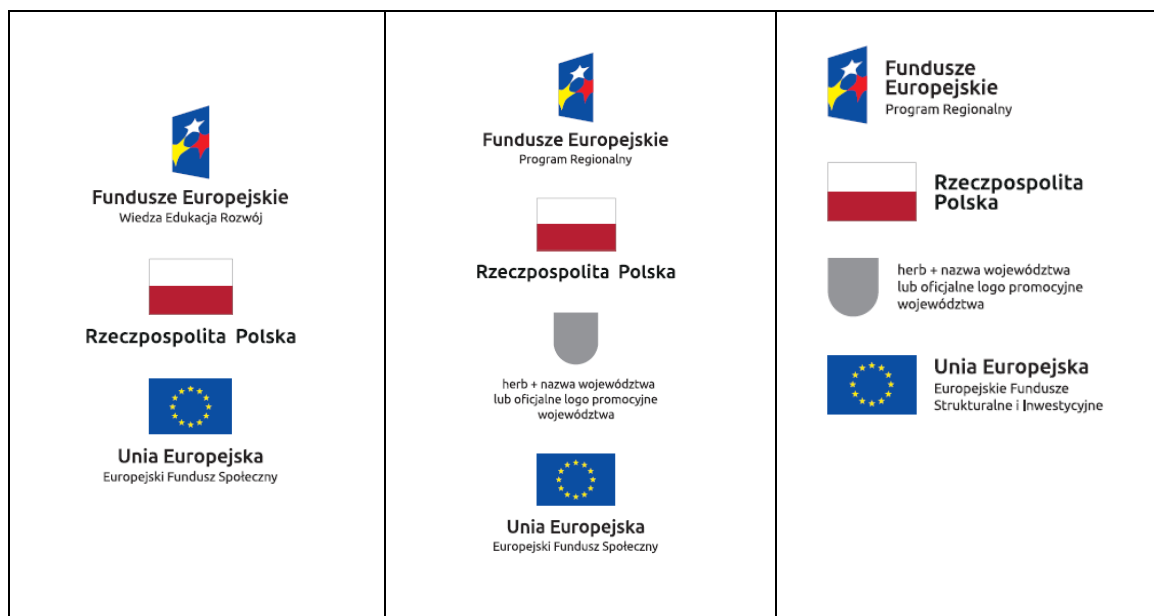 Fundusze Europejskie
Wiedza Edukacja Rozwój
Rzeczpospolita Polska
Unia Europejska
Europejski Fundusz Społeczny
Fundusze Europejskie
Program Regionalny
Rzeczpospolita Polska
herb + nazwa województwa
lub oficjalne logo promocyjne
województwa
Unia Europejska
Europejski Fundusz Społeczny
Fundusze
Europejskie
Program Regionalny
Rzeczpospolita
Polska
herb + nazwa województwa
lub oficjalne logo promocyjne
województwa
Unia Europejska
Europejskie Fundusze
Strukturalne i Inwestycyjne